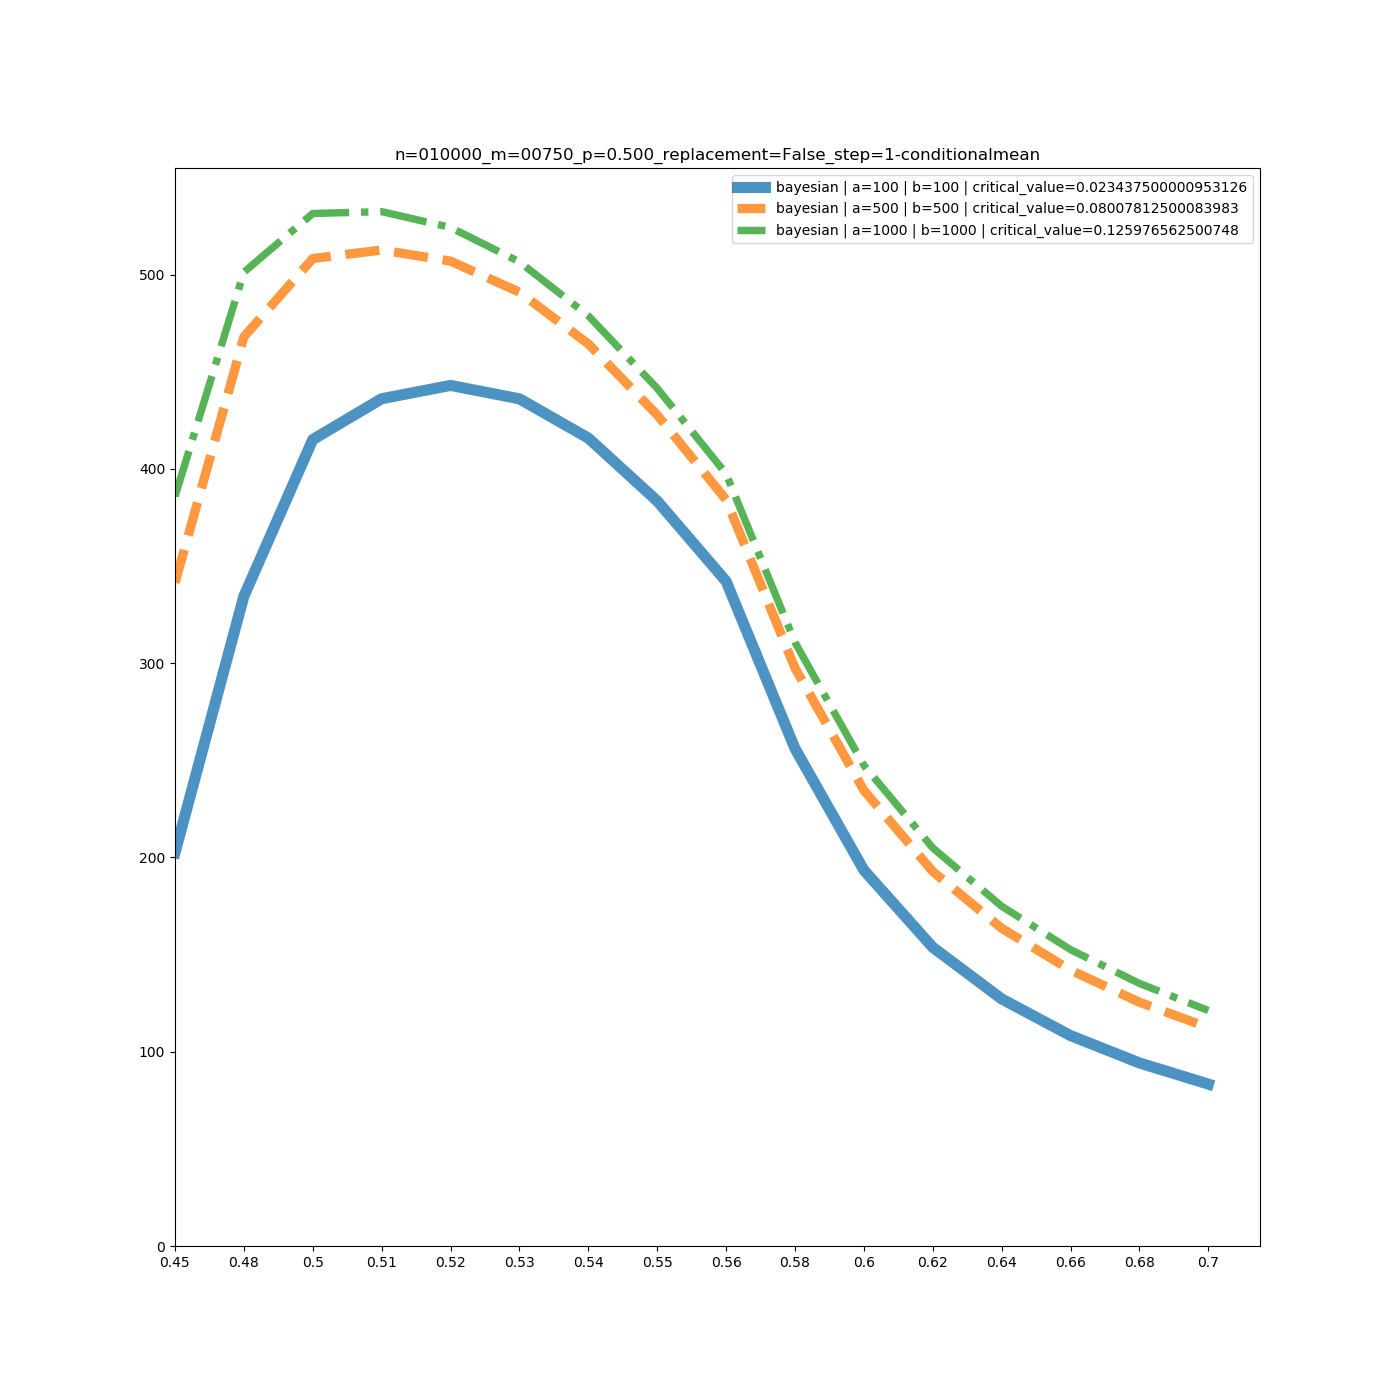 n=010000_m=00750_p=0.500_replacement=False_step=1-conditionalmean
bayesian | a=100 | b=100 | critical_value=0.023437500000953126
bayesian | a=500 | b=500 | critical_value=0.08007812500083983
bayesian | a=1000 | b=1000 | critical_value=0.125976562500748
500
400
300
200
100
0
0.45 0.48 0.5 0.51 0.52 0.53 0.54 0.55 0.56 0.58 0.6 0.62 0.64 0.66 0.68 0.7